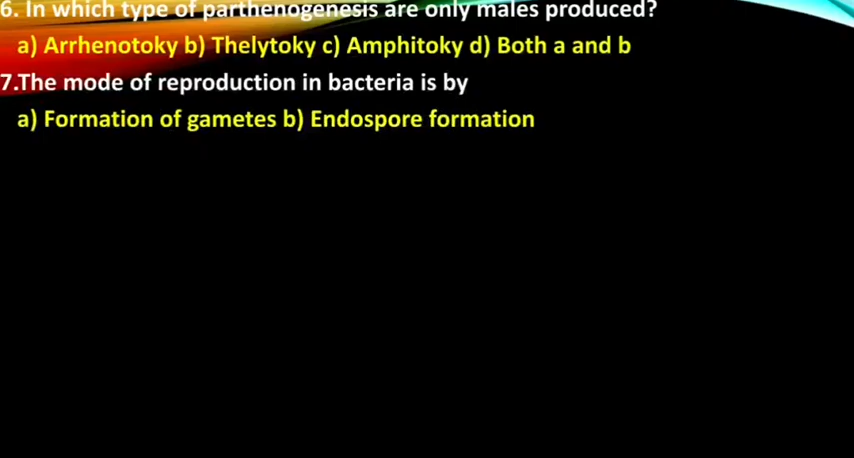 6. In which type of parthenogenesis are only males produced?
a) Arrhenotoky b) Thelytoky c) Amphitoky d) Both a and b
7.The mode of reproduction in bacteria is by
a) Formation of gametes b) Endospore formation